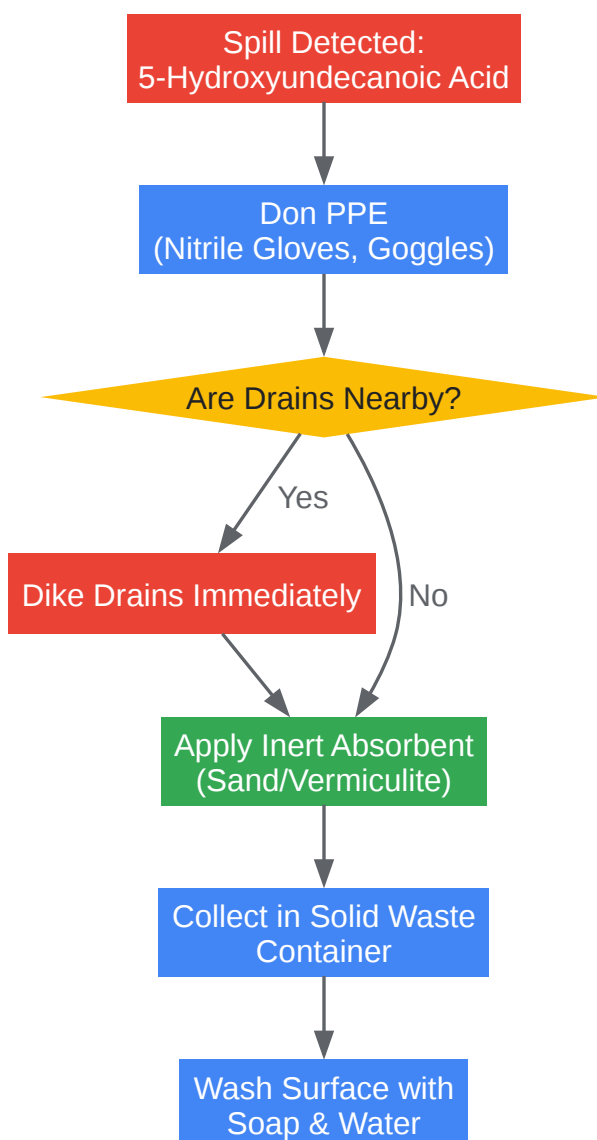 Spill Detected:
5-Hydroxyundecanoic Acid
Don PPE
(Nitrile Gloves, Goggles)
Are Drains Nearby?
Yes
Dike Drains Immediately
No
Apply Inert Absorbent
(Sand/Vermiculite)
Collect in Solid Waste
Container
Wash Surface with
Soap & Water